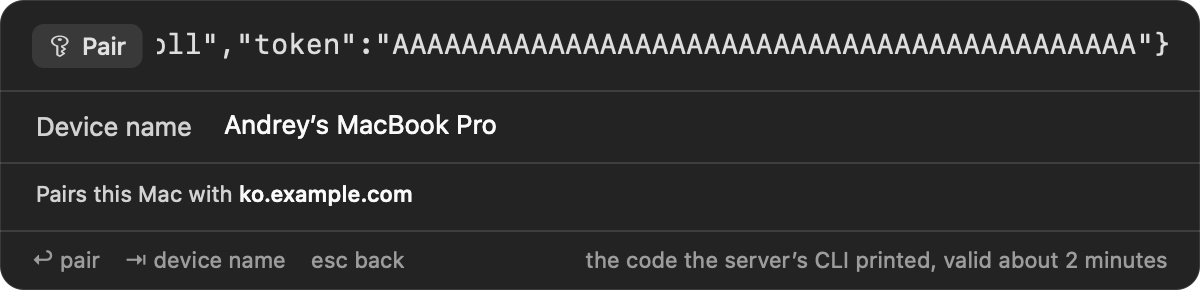 Pair oll","token":"AAAAAAAAAAAAAAAAAAAAAAAAAAAAAAAAAAAAAAAAAAA"}
Device name Andrey’s MacBook Pro
Pairs this Mac with ko.example.com
↩ pair ⇥ device name esc back the code the server’s CLI printed, valid about 2 minutes